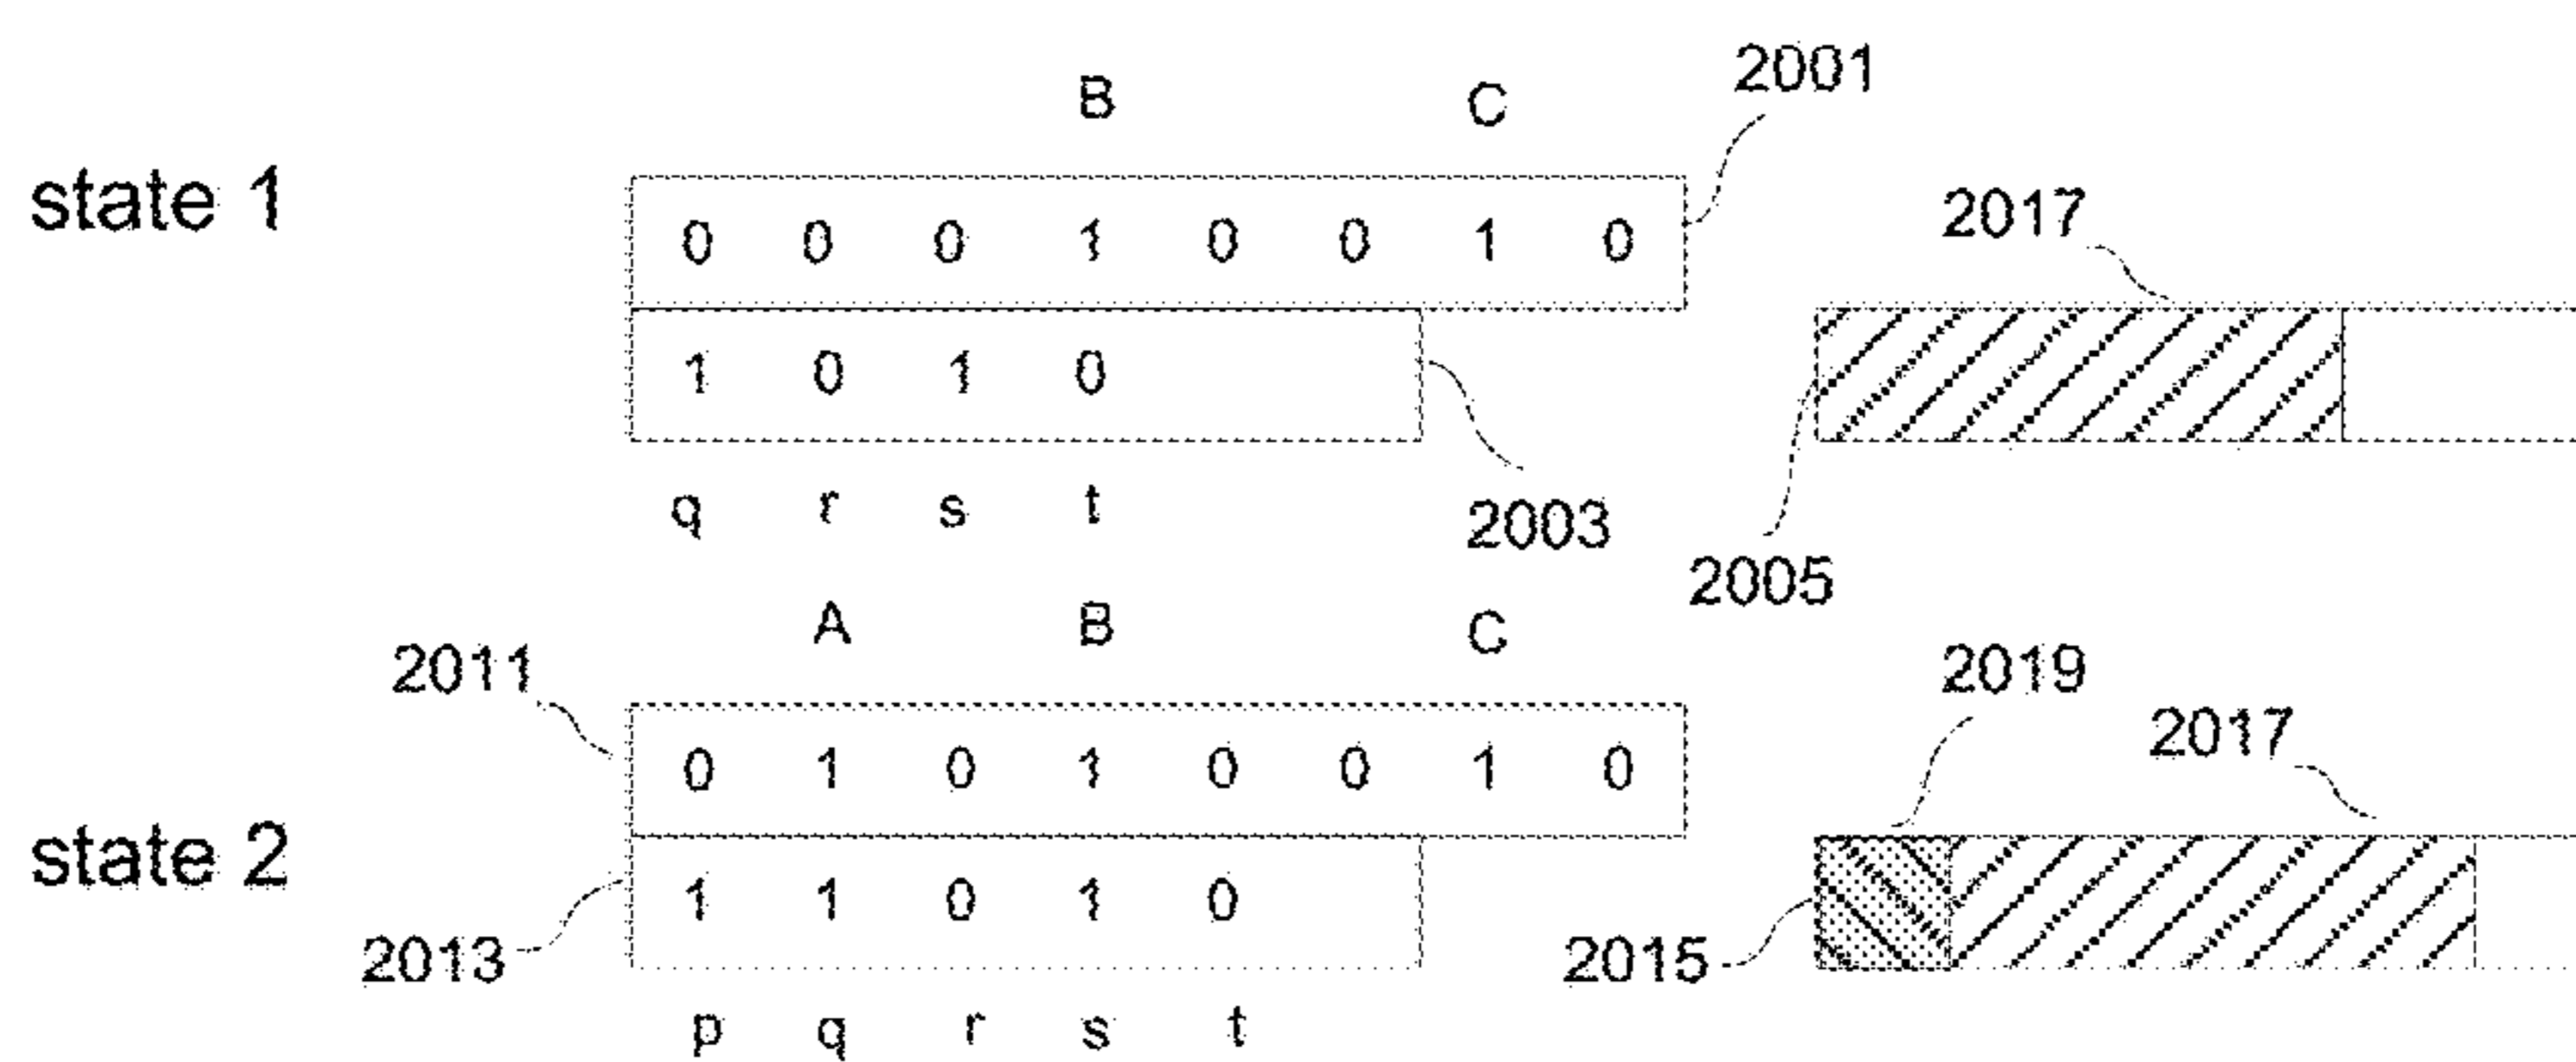 B C 2001
state 1
0 0 0 1 0 0 1 0
2017
1 0 1 0
q r s t
2003
2005
A B C
2011
2019
2017
0 1 0 1 0 0 1 0
state 2
1 1 0 1 0
2013
2015
p q r s t